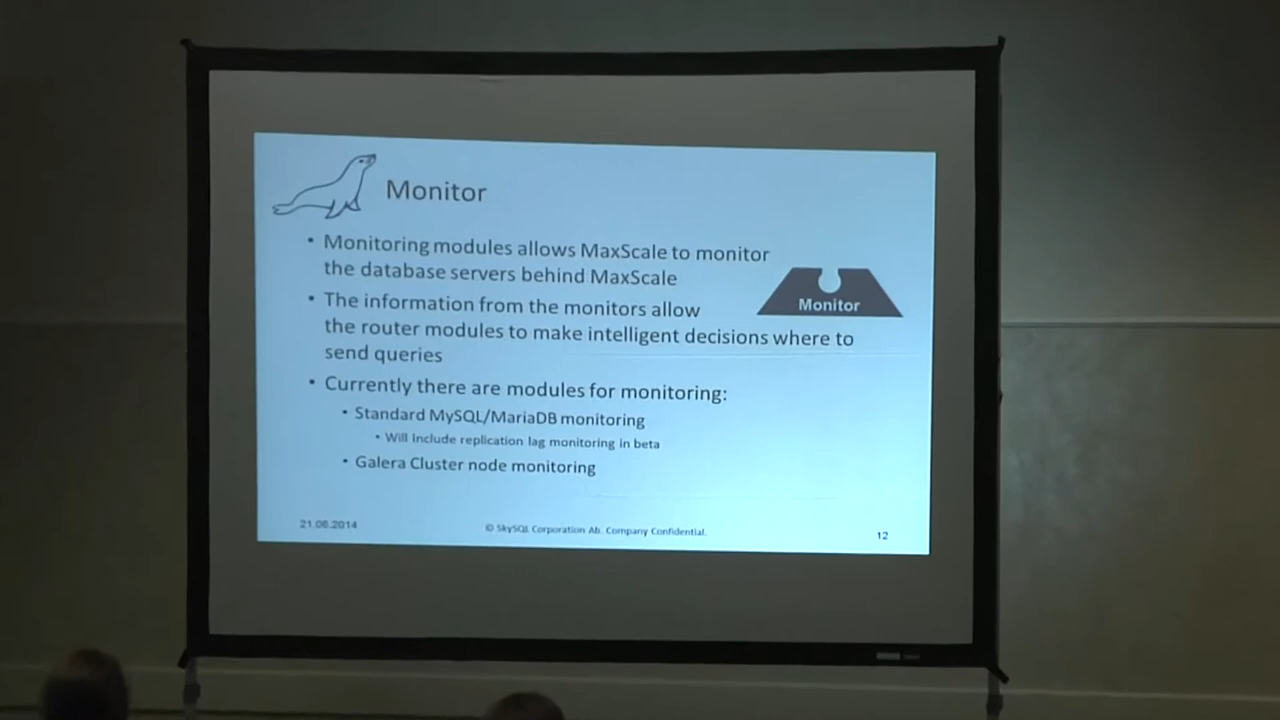 Monitor
• Monitoring modules allows MaxScale to monitor
the database servers behind MaxScale
Monitor
• The information from the monitors allow
the router modules to make intelligent decisions where to
send queries
• Currently there are modules for monitoring:
• Standard MySQL/MariaDB monitoring
• Will Include replication lag monitoring in beta
• Galera Cluster node monitoring
21.08.2014
© SkySQL Corporation Ab. Company Confidential.
12